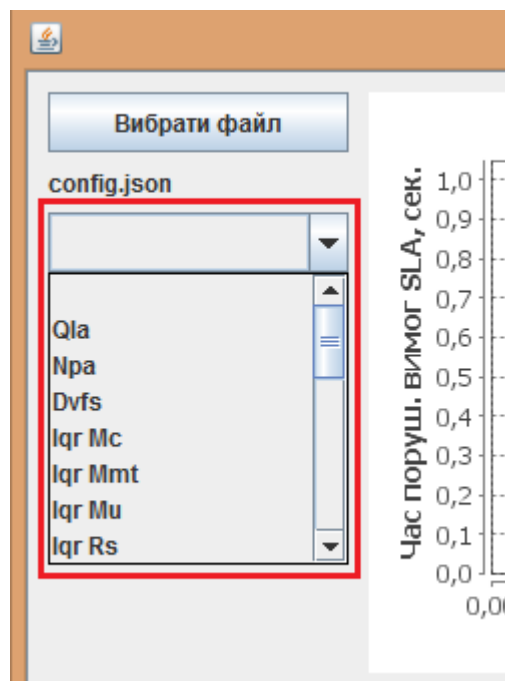 Вибрати файл
config.json
Qla
Npa
Dvfs
Iqr Mc
Iqr Mmt
Iqr Mu
Iqr Rs
Час поруш. вимог SLA, сек.
1,0
0,9
0,8
0,7
0,6
0,5
0,4
0,3
0,2
0,1
0,0